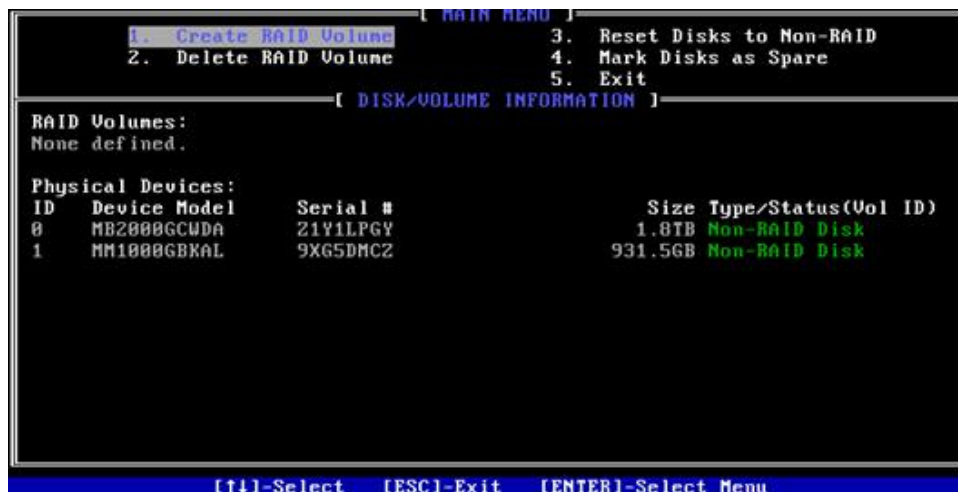 [ MAIN MENU ]
1. Create RAID Volume
2. Delete RAID Volume
3. Reset Disks to Non-RAID
4. Mark Disks as Spare
5. Exit
[ DISK/VOLUME INFORMATION ]
RAID Volumes:
None defined.
Physical Devices:
ID Device Model Serial # Size Type/Status(Vol ID)
0 MB2000GCWDA Z1Y1LPGY 1.8TB Non-RAID Disk
1 MM1000GBKAL 9XG5DMCZ 931.5GB Non-RAID Disk
[↑↓]-Select [ESC]-Exit [ENTER]-Select Menu